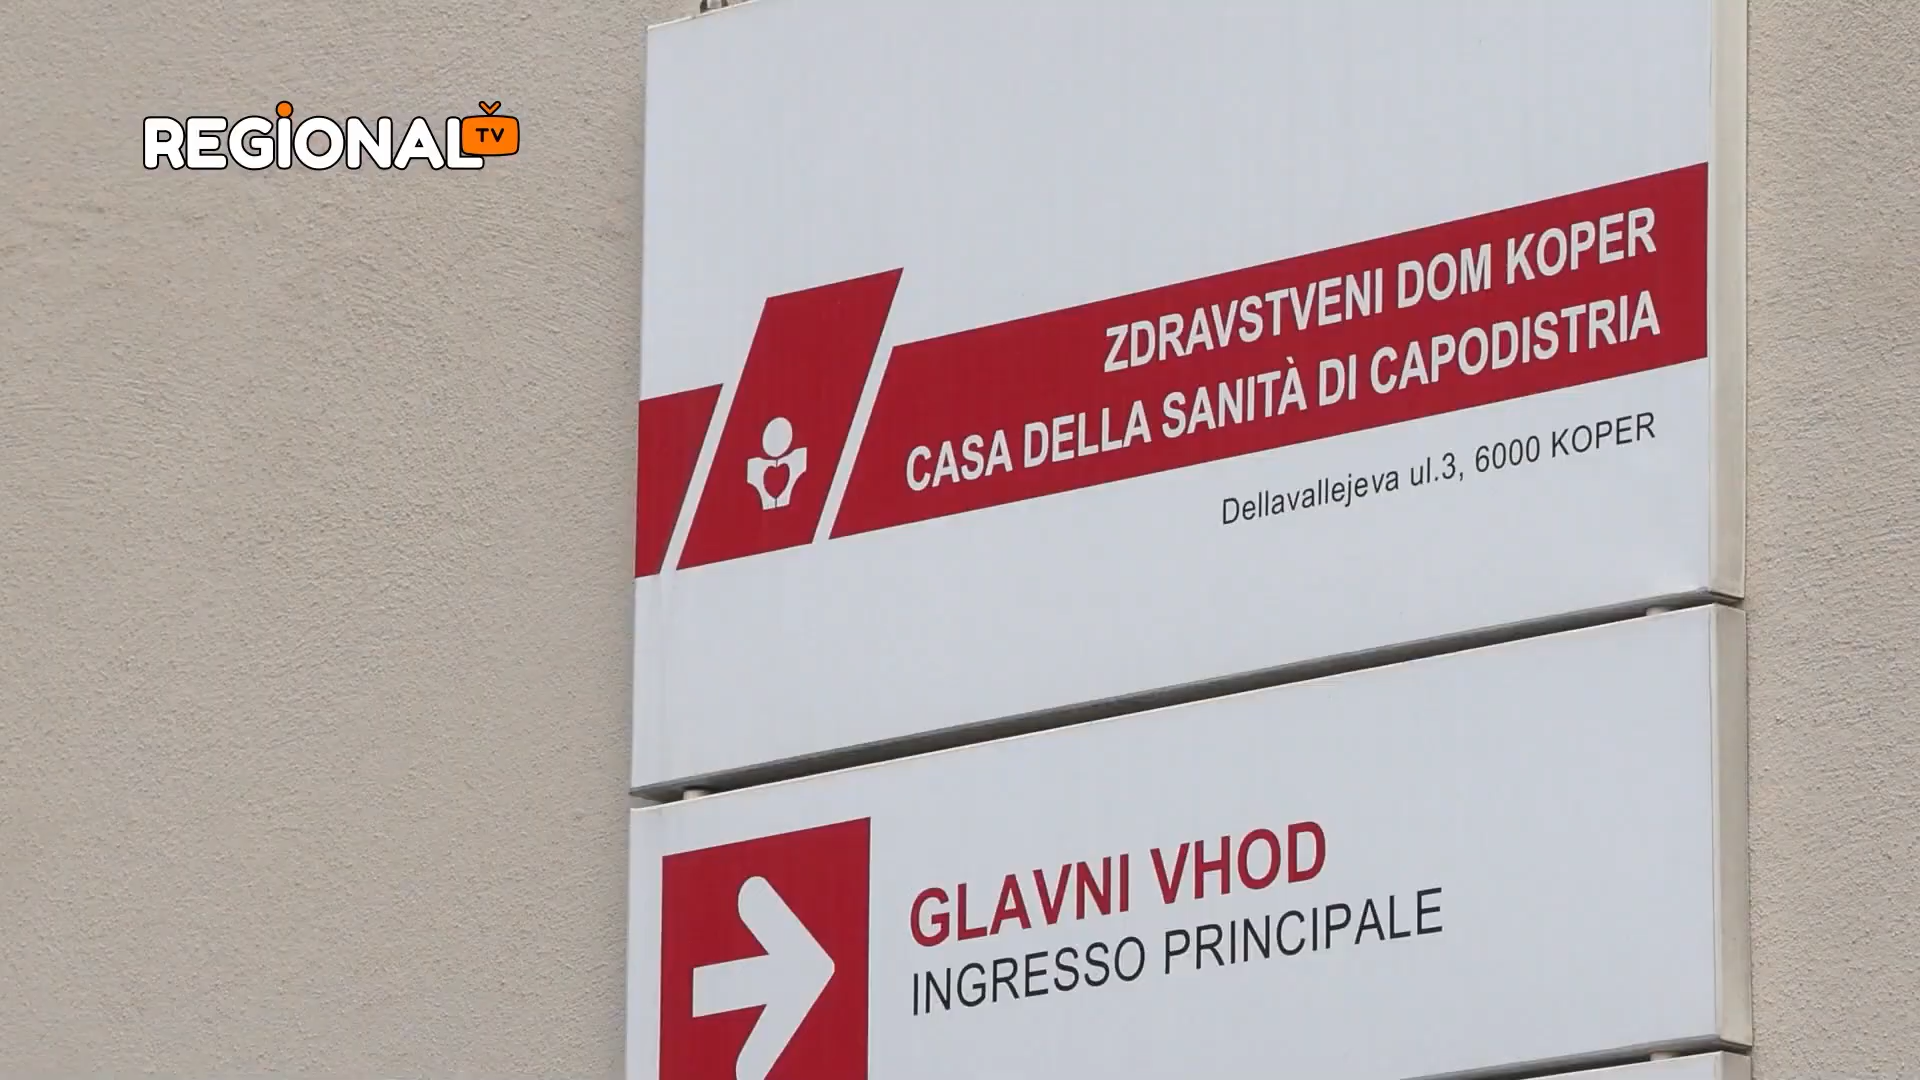 REGIONAL TV
ZDRAVSTVENI DOM KOPER
CASA DELLA SANITÀ DI CAPODISTRIA
Dellavallejeva ul.3, 6000 KOPER
GLAVNI VHOD
INGRESSO PRINCIPALE